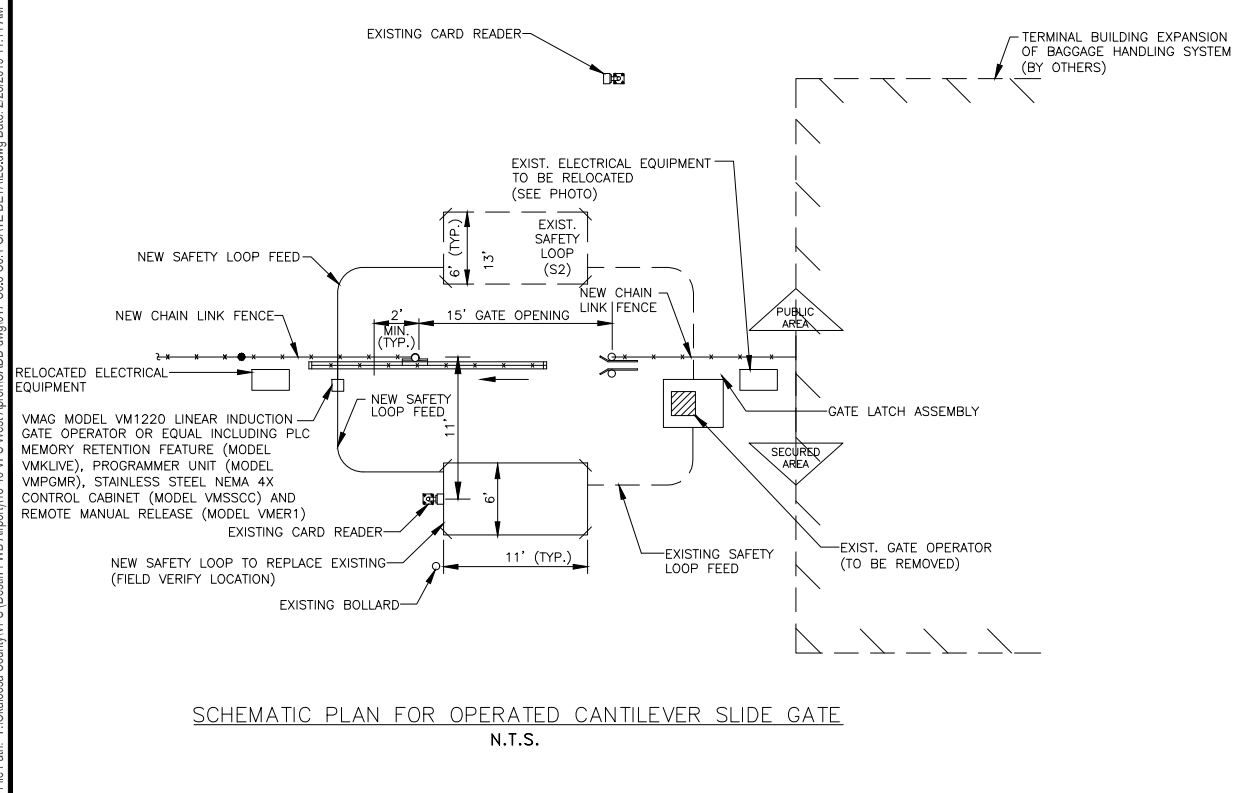 EXISTING CARD READER
TERMINAL BUILDING EXPANSION
OF BAGGAGE HANDLING SYSTEM
(BY OTHERS)
EXIST. ELECTRICAL EQUIPMENT
TO BE RELOCATED
(SEE PHOTO)
6' (TYP.)
13'
EXIST.
SAFETY
LOOP
(S2)
NEW SAFETY LOOP FEED
NEW CHAIN
LINK FENCE
NEW CHAIN LINK FENCE
2'
MIN.
(TYP.)
15' GATE OPENING
PUBLIC
AREA
RELOCATED ELECTRICAL
EQUIPMENT
NEW SAFETY
LOOP FEED
11'
GATE LATCH ASSEMBLY
VMAG MODEL VM1220 LINEAR INDUCTION
GATE OPERATOR OR EQUAL INCLUDING PLC
MEMORY RETENTION FEATURE (MODEL
VMKLIVE), PROGRAMMER UNIT (MODEL
VMPGMR), STAINLESS STEEL NEMA 4X
CONTROL CABINET (MODEL VMSSCC) AND
REMOTE MANUAL RELEASE (MODEL VMER1)
SECURED
AREA
6'
EXISTING CARD READER
NEW SAFETY LOOP TO REPLACE EXISTING
(FIELD VERIFY LOCATION)
11' (TYP.)
EXISTING SAFETY
LOOP FEED
EXIST. GATE OPERATOR
(TO BE REMOVED)
EXISTING BOLLARD
SCHEMATIC PLAN FOR OPERATED CANTILEVER SLIDE GATE
N.T.S.